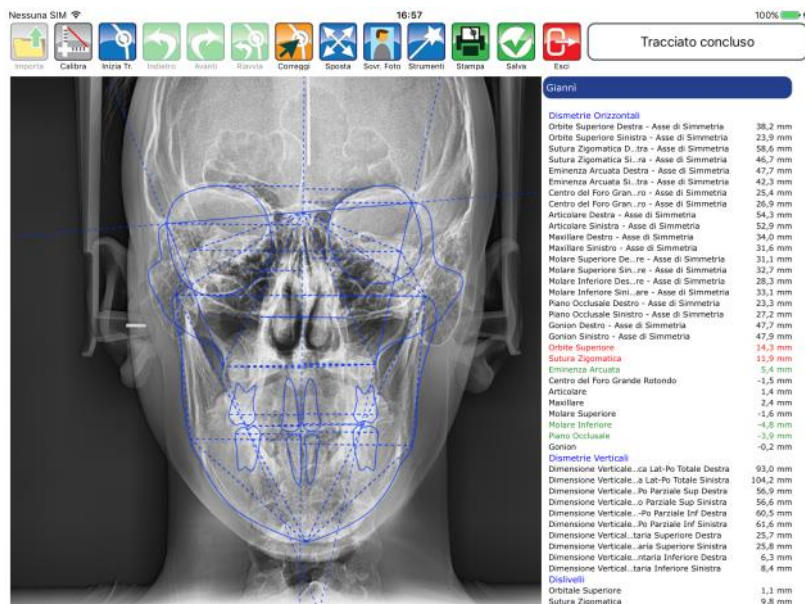 Nessuna SIM
16:57
100%
Importa
Calibra
Inizia Tr.
Indietro
Avanti
Riavvia
Correggi
Sposta
Sovr. Foto
Strumenti
Stampa
Salva
Esci
Tracciato concluso
Gianni
Dismetrie Orizzontali
Orbite Superiore Destra - Asse di Simmetria 38,2 mm
Orbite Superiore Sinistra - Asse di Simmetria 23,9 mm
Sutura Zigomatica D...tra - Asse di Simmetria 58,6 mm
Sutura Zigomatica Si...ra - Asse di Simmetria 46,7 mm
Eminenza Arcuata Destra - Asse di Simmetria 47,7 mm
Eminenza Arcuata Si...tra - Asse di Simmetria 42,3 mm
Centro del Foro Gran...ro - Asse di Simmetria 25,4 mm
Centro del Foro Gran...ro - Asse di Simmetria 26,9 mm
Articolare Destra - Asse di Simmetria 54,3 mm
Articolare Sinistra - Asse di Simmetria 52,9 mm
Maxillare Destro - Asse di Simmetria 34,0 mm
Maxillare Sinistro - Asse di Simmetria 31,6 mm
Molare Superiore De...re - Asse di Simmetria 31,1 mm
Molare Superiore Sin...re - Asse di Simmetria 32,7 mm
Molare Inferiore Des...re - Asse di Simmetria 28,3 mm
Molare Inferiore Sini...are - Asse di Simmetria 33,1 mm
Piano Occlusale Destro - Asse di Simmetria 23,3 mm
Piano Occlusale Sinistro - Asse di Simmetria 27,2 mm
Gonion Destro - Asse di Simmetria 47,7 mm
Gonion Sinistro - Asse di Simmetria 47,9 mm
Orbite Superiore 14,3 mm
Sutura Zigomatica 11,9 mm
Eminenza Arcuata 5,4 mm
Centro del Foro Grande Rotondo -1,5 mm
Articolare 1,4 mm
Maxillare 2,4 mm
Molare Superiore -1,6 mm
Molare Inferiore -4,8 mm
Piano Occlusale -3,9 mm
Gonion -0,2 mm
Dismetrie Verticali
Dimensione Verticale...ca Lat-Po Totale Destra 93,0 mm
Dimensione Verticale...a Lat-Po Totale Sinistra 104,2 mm
Dimensione Verticale...Po Parziale Sup Destra 56,9 mm
Dimensione Verticale...o Parziale Sup Sinistra 56,6 mm
Dimensione Verticale...-Po Parziale Inf Destra 60,5 mm
Dimensione Verticale...Po Parziale Inf Sinistra 61,6 mm
Dimensione Vertical...taria Superiore Destra 25,7 mm
Dimensione Verticale...aria Superiore Sinistra 25,8 mm
Dimensione Verticale...ntaria Inferiore Destra 6,3 mm
Dimensione Vertical...taria Inferiore Sinistra 8,4 mm
Dislivelli
Orbitale Superiore 1,1 mm
Sutura Zigomatica 9,8 mm